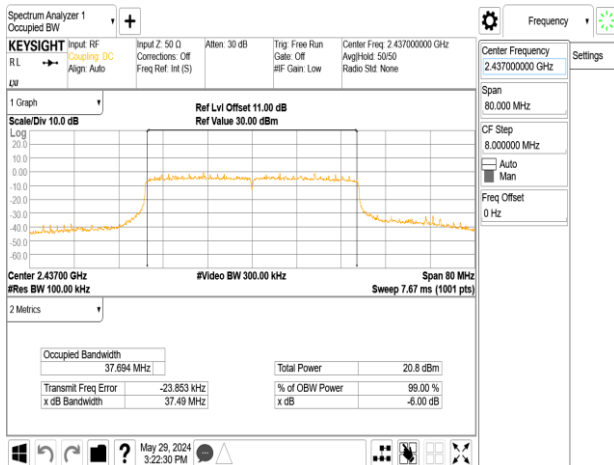 Spectrum Analyzer 1
Occupied BW
Frequency
KEYSIGHT
RL
LXI
Input: RF
Coupling: DC
Align: Auto
Input Z: 50 Ω
Corrections: Off
Freq Ref: Int (S)
Atten: 30 dB
Trig: Free Run
Gate: Off
#IF Gain: Low
Center Freq: 2.437000000 GHz
Avg|Hold: 50/50
Radio Std: None
Center Frequency
2.437000000 GHz
Settings
Span
80.000 MHz
CF Step
8.000000 MHz
Auto
Man
Freq Offset
0 Hz
1 Graph
Scale/Div 10.0 dB
Ref Lvl Offset 11.00 dB
Ref Value 30.00 dBm
Log
20.0
10.0
0.00
-10.0
-20.0
-30.0
-40.0
-50.0
-60.0
Center 2.43700 GHz
#Res BW 100.00 kHz
#Video BW 300.00 kHz
Span 80 MHz
Sweep 7.67 ms (1001 pts)
2 Metrics
Occupied Bandwidth
37.694 MHz
Total Power 20.8 dBm
Transmit Freq Error -23.853 kHz
% of OBW Power 99.00 %
x dB Bandwidth 37.49 MHz
x dB -6.00 dB
?
May 29, 2024
3:22:30 PM